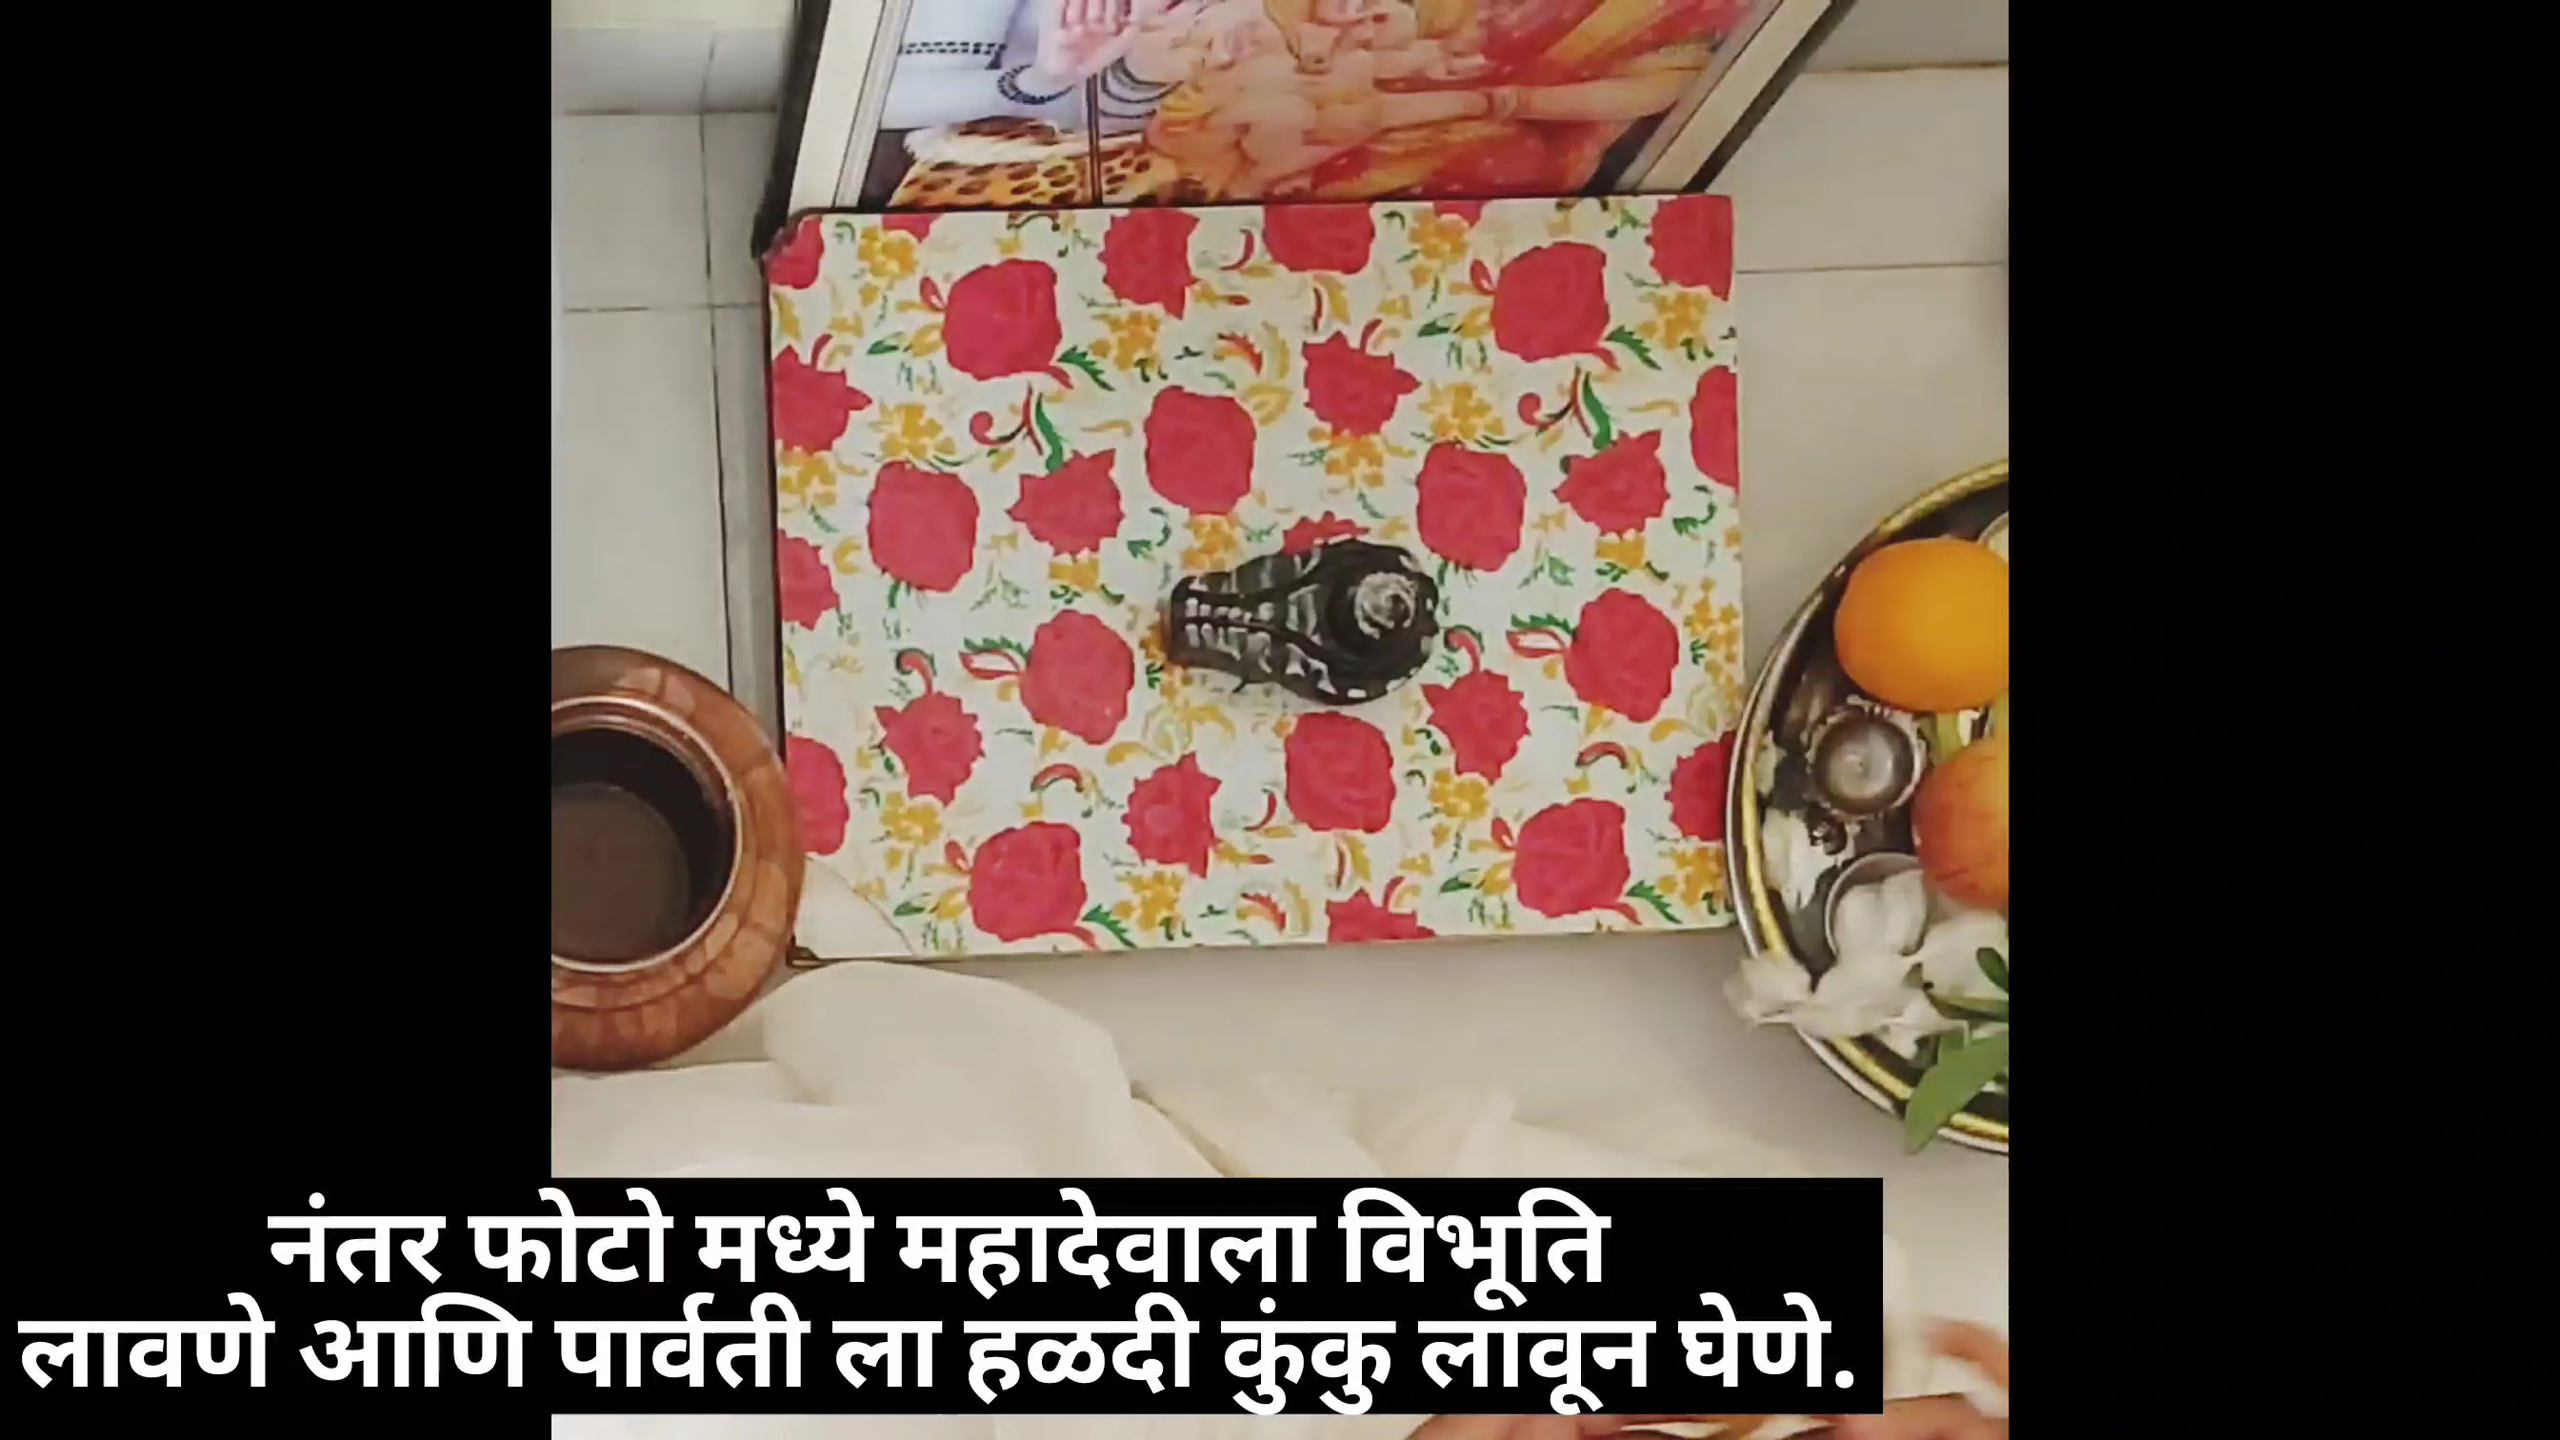 नंतर फोटो मध्ये महादेवाला विभूति
लावणे आणि पार्वती ला हळदी कुंकु लावून घेणे.